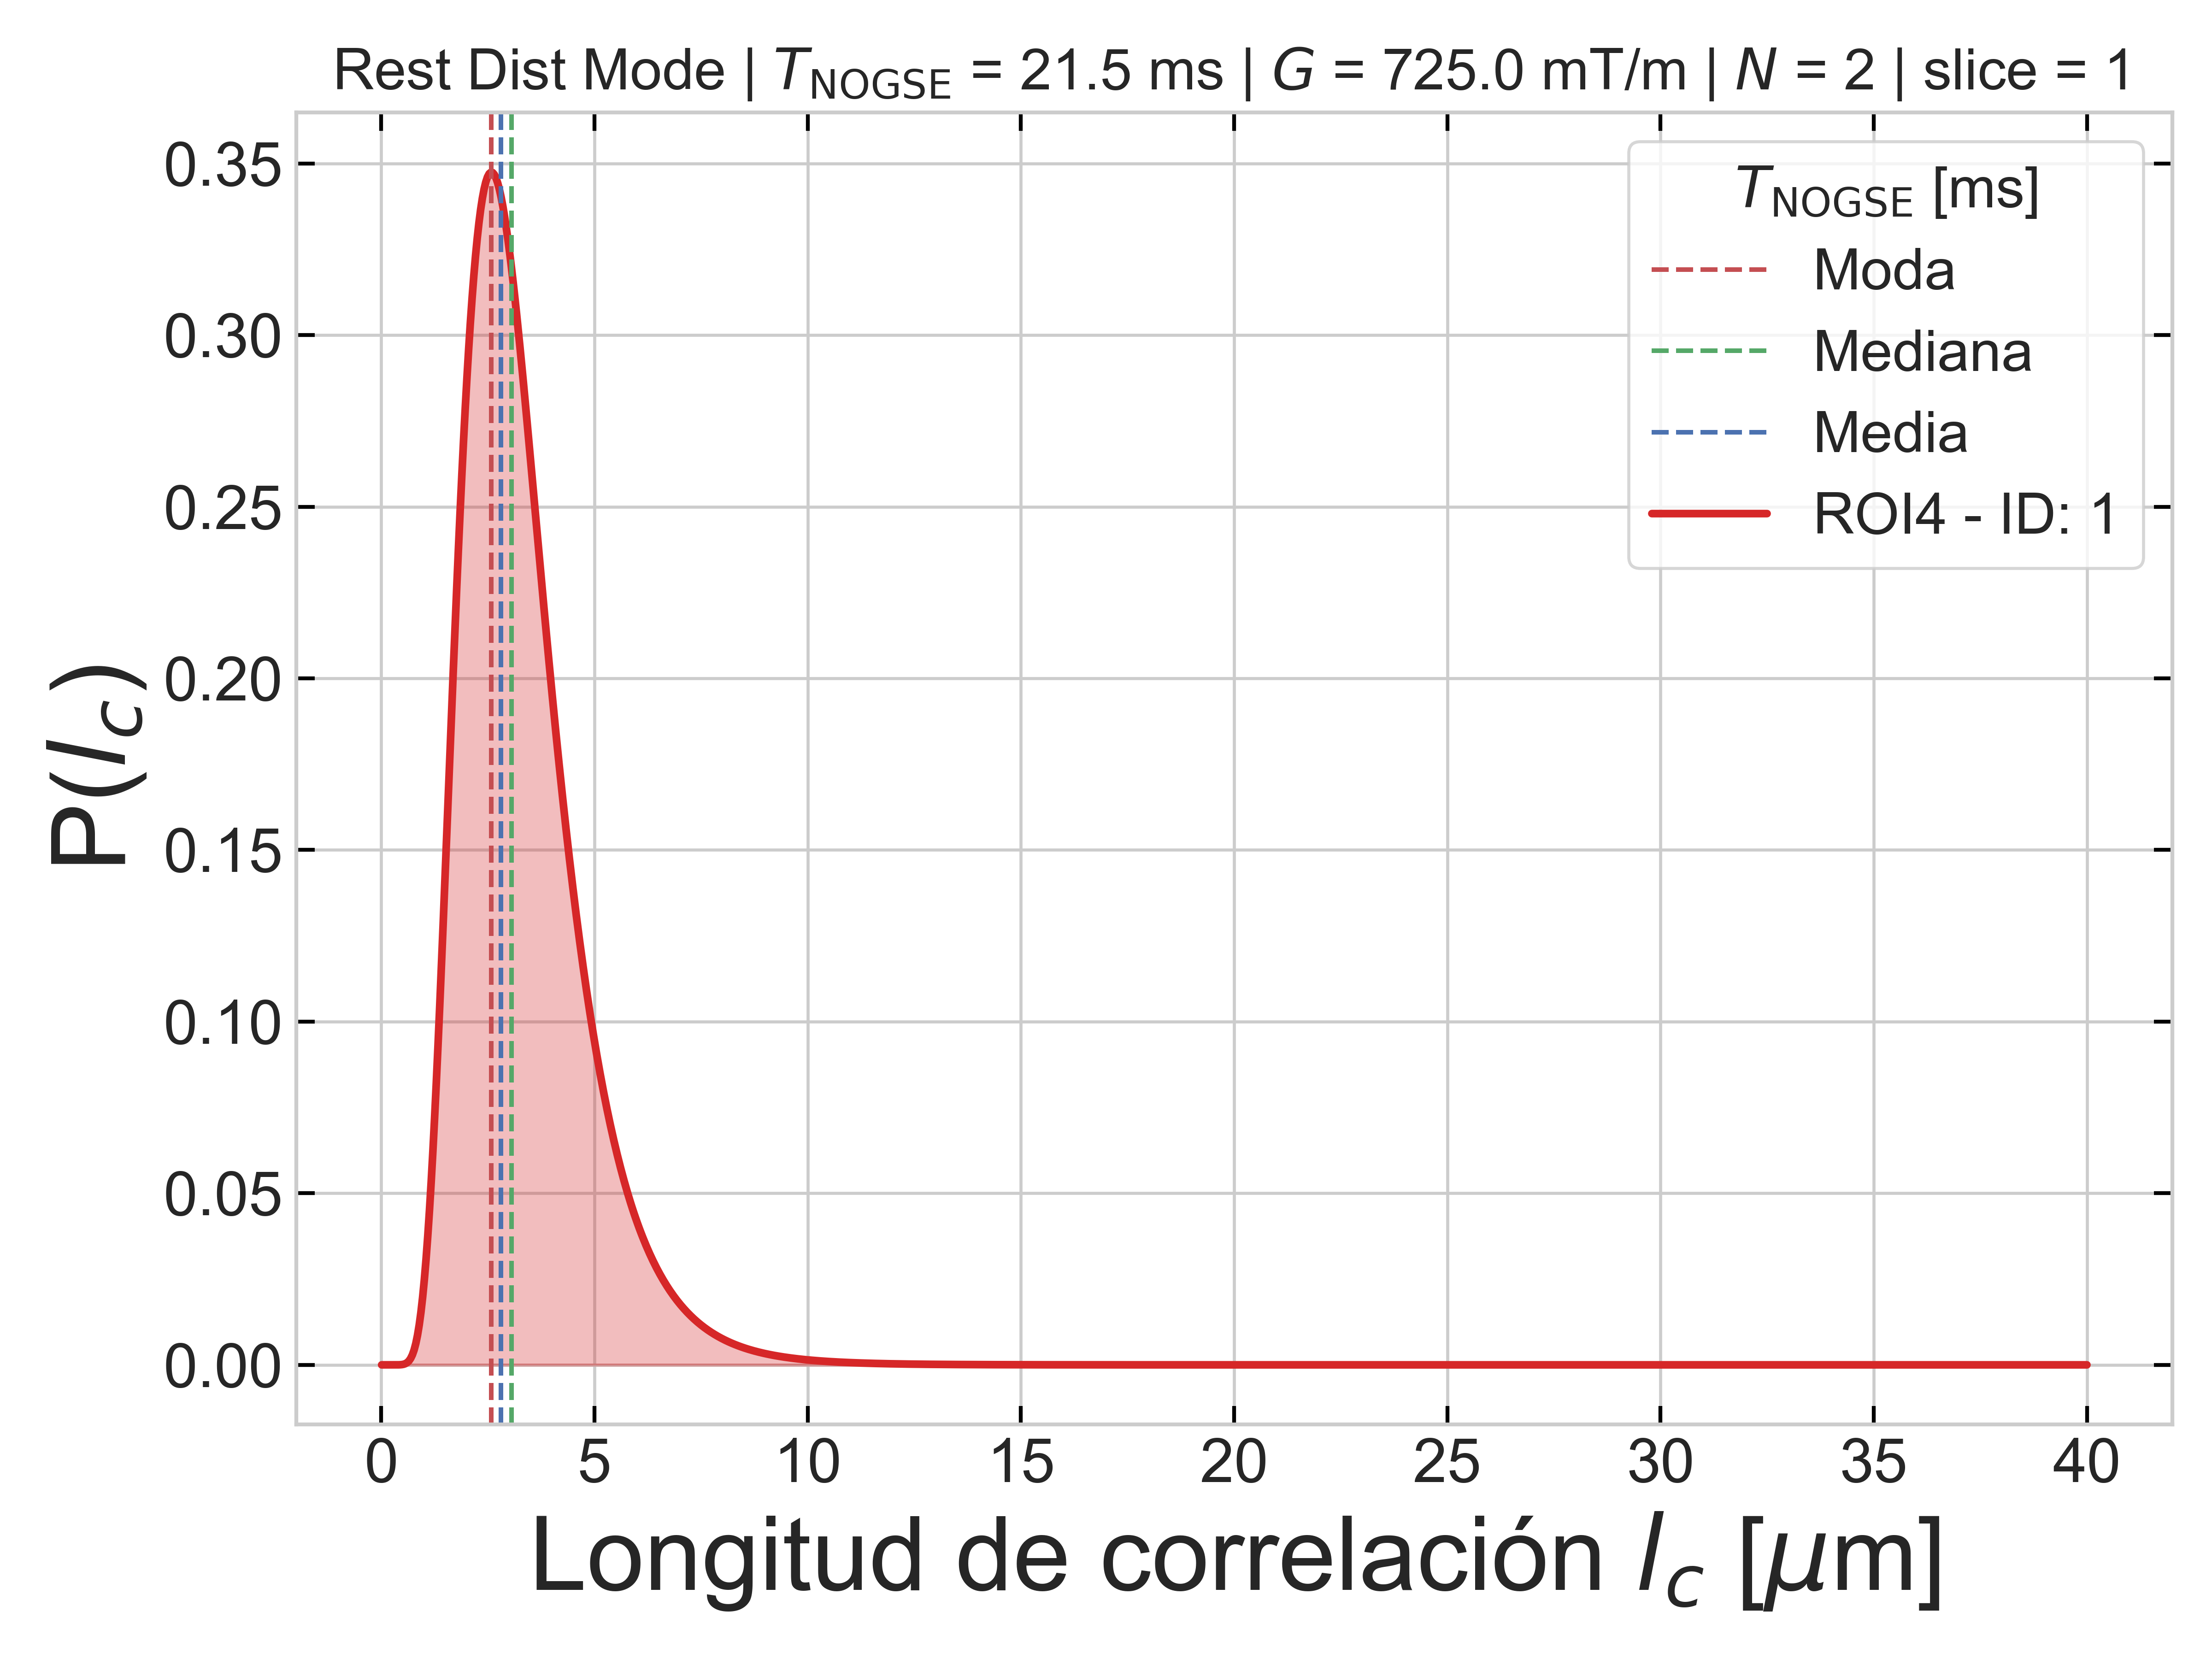 Rest Dist Mode | T_NOGSE = 21.5 ms | G = 725.0 mT/m | N = 2 | slice = 1
T_NOGSE [ms]
Moda
Mediana
Media
ROI4 - ID: 1
P(l_c)
0.35
0.30
0.25
0.20
0.15
0.10
0.05
0.00
0 5 10 15 20 25 30 35 40
Longitud de correlación l_c [μm]